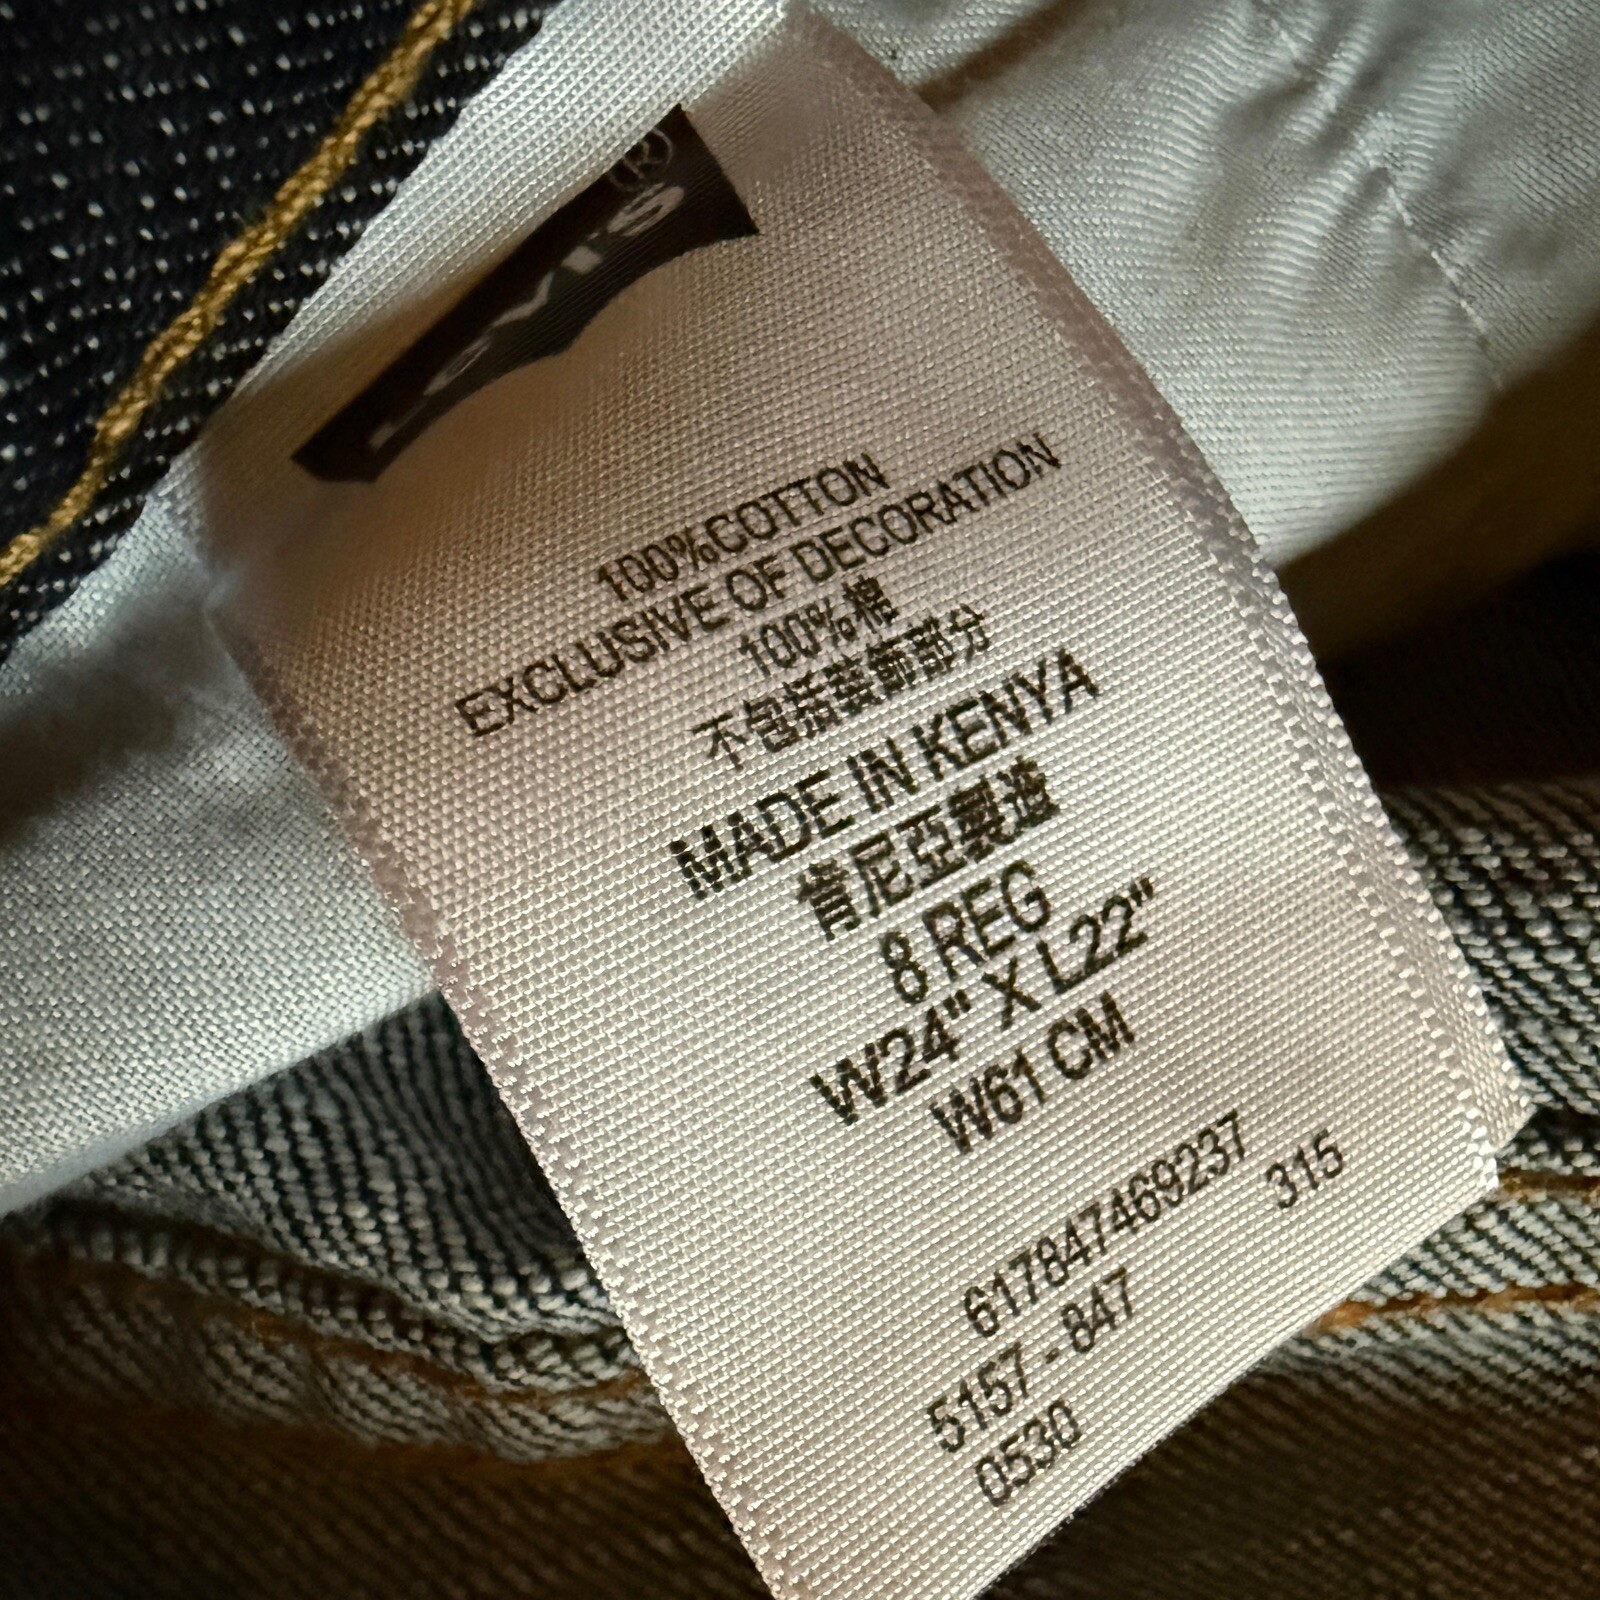 LEVI'S
(R)
100%COTTON
EXCLUSIVE OF DECORATION
100%棉
不包括裝飾部分
MADE IN KENYA
肯尼亞製造
8 REG
W24" X L22"
W61 CM
617847469237
315
5157 - 847
0530